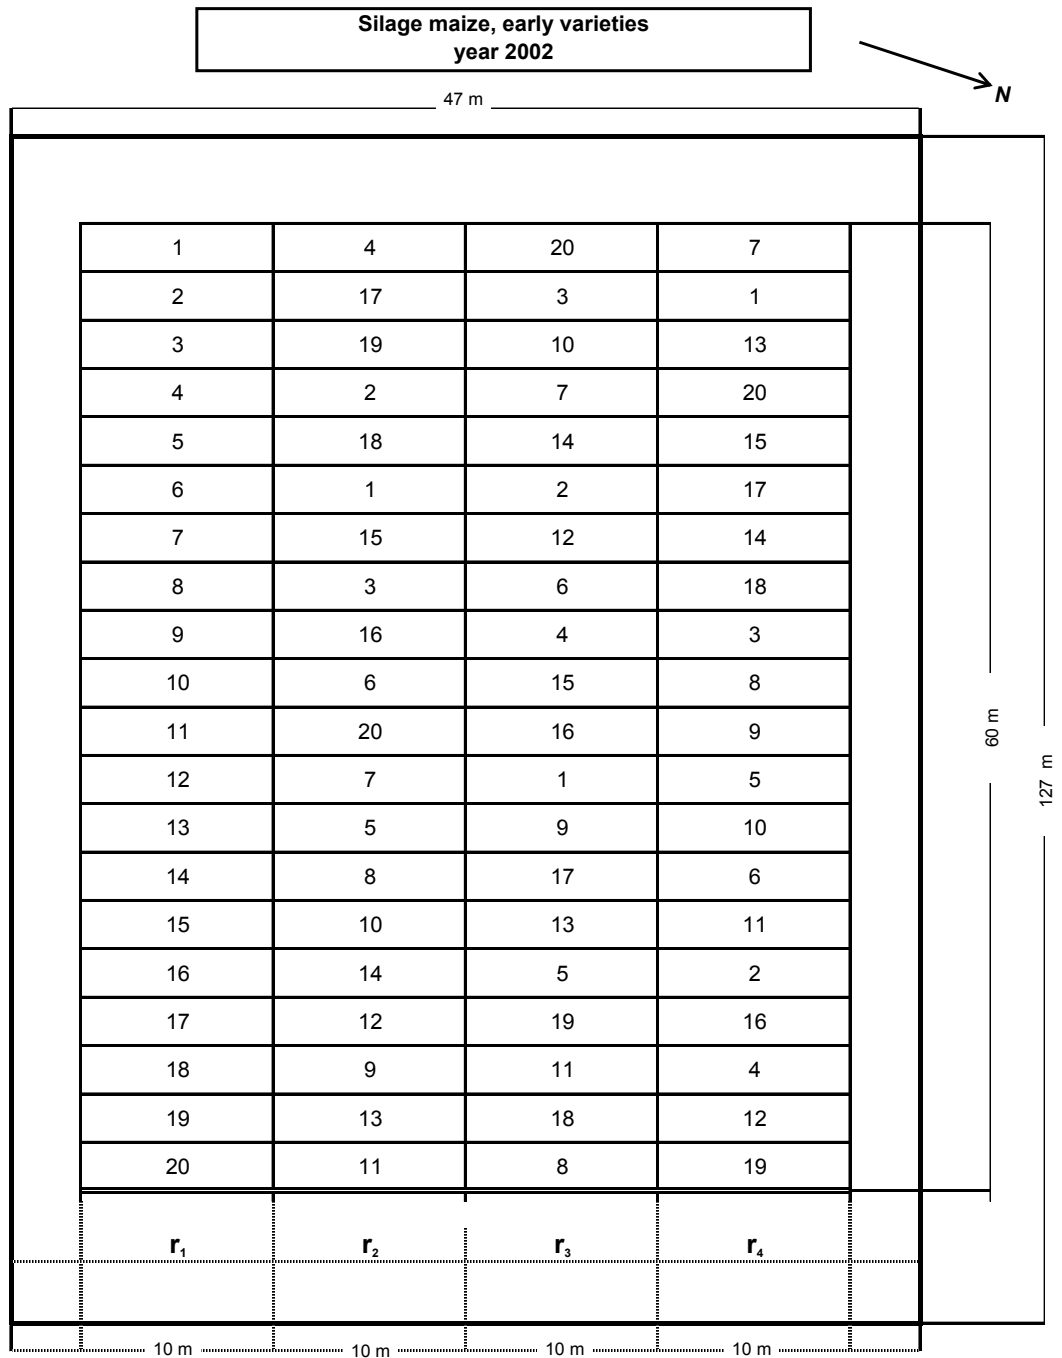 Silage maize, early varieties
year 2002
N
47 m
1 4 20 7
2 17 3 1
3 19 10 13
4 2 7 20
5 18 14 15
6 1 2 17
7 15 12 14
8 3 6 18
9 16 4 3
10 6 15 8
11 20 16 9
12 7 1 5
13 5 9 10
14 8 17 6
15 10 13 11
16 14 5 2
17 12 19 16
18 9 11 4
19 13 18 12
20 11 8 19
60 m
127 m
r₁ r₂ r₃ r₄
10 m 10 m 10 m 10 m